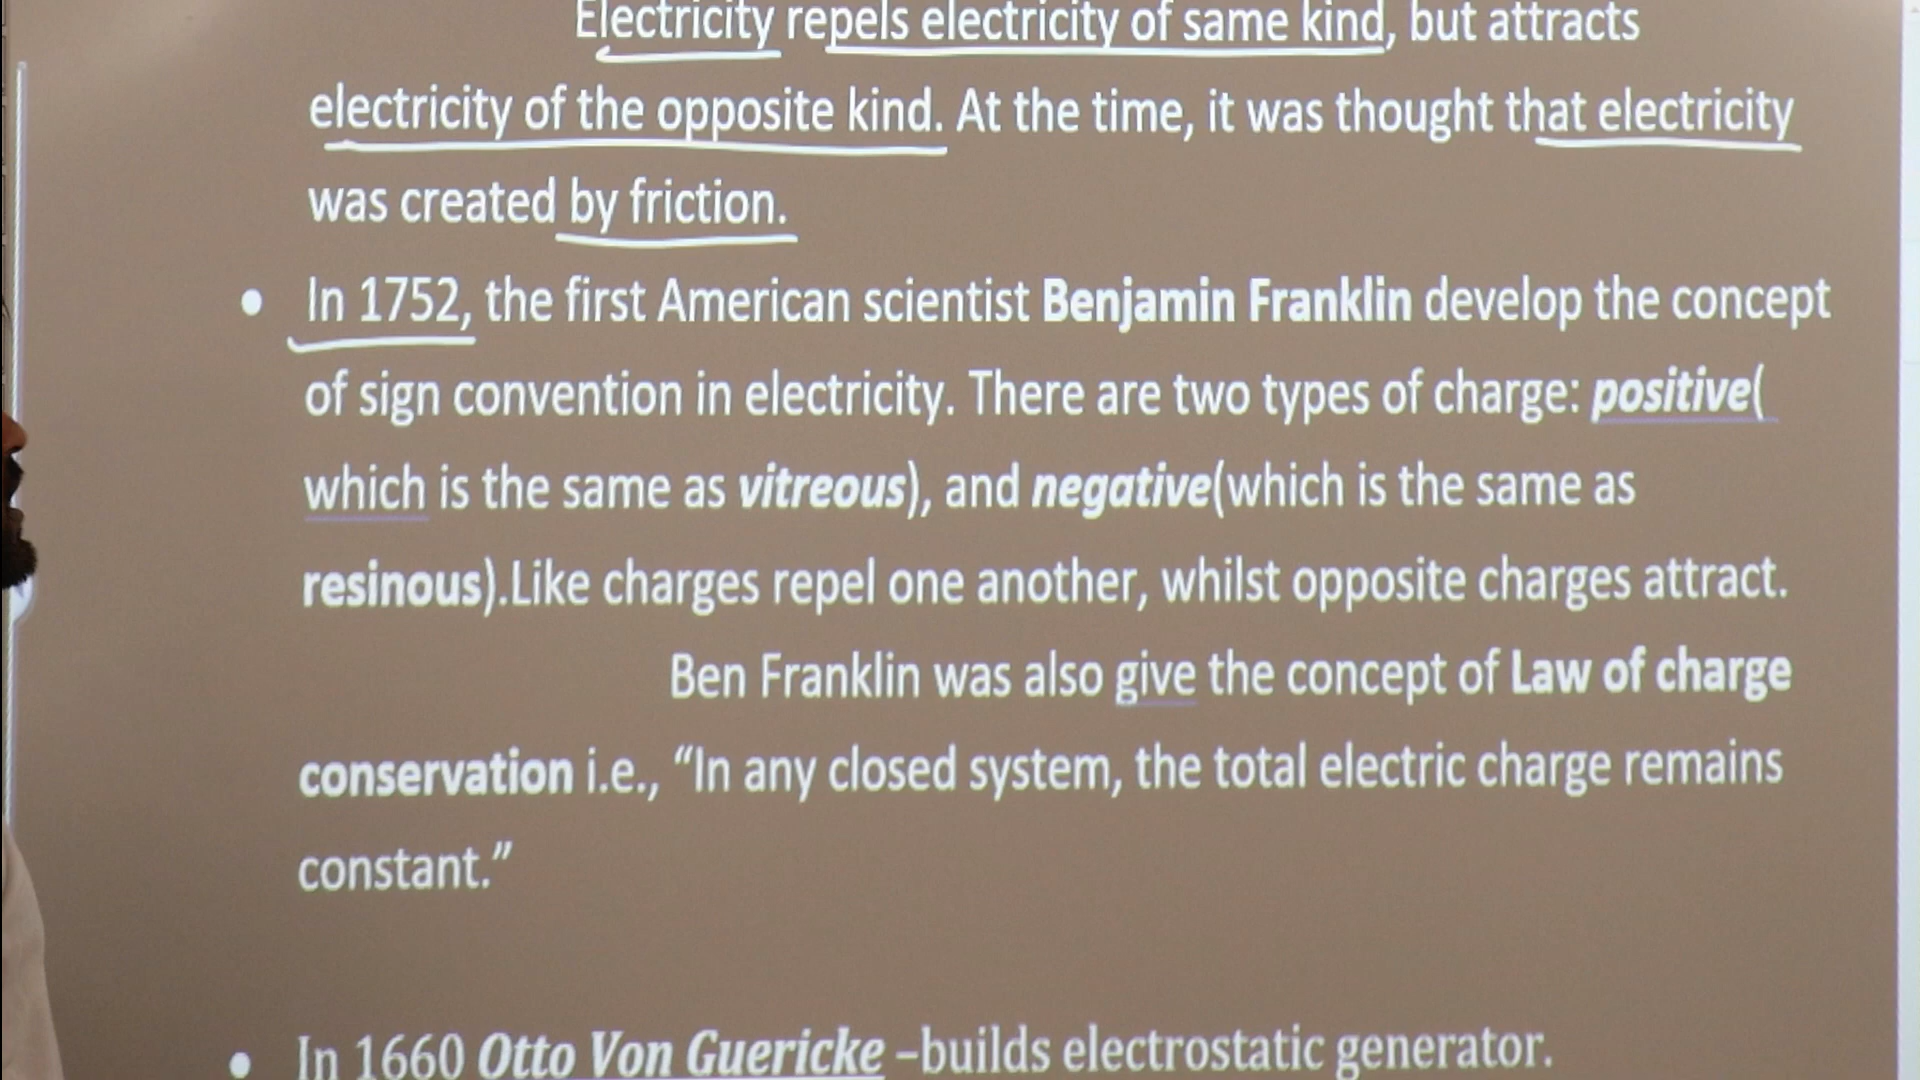 Electricity repels electricity of same kind, but attracts
electricity of the opposite kind. At the time, it was thought that electricity
was created by friction.
• In 1752, the first American scientist Benjamin Franklin develop the concept
of sign convention in electricity. There are two types of charge: positive(
which is the same as vitreous), and negative(which is the same as
resinous).Like charges repel one another, whilst opposite charges attract.
Ben Franklin was also give the concept of Law of charge
conservation i.e., “In any closed system, the total electric charge remains
constant.”
• In 1660 Otto Von Guericke –builds electrostatic generator.